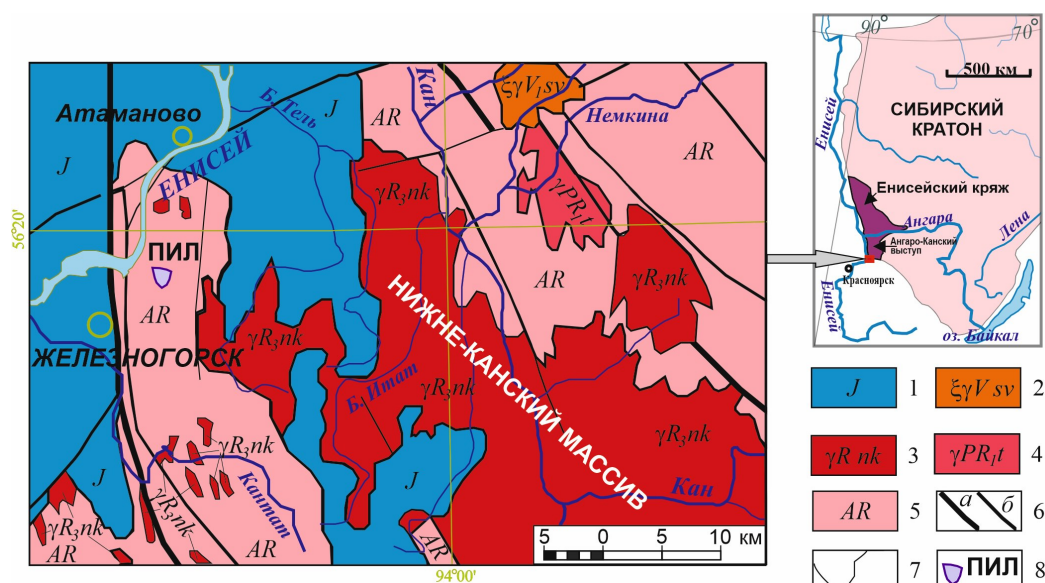 Атаманово
ЕНИСЕЙ
Б. Тель
J
J
Кан
AR
ξγV₁sv
Немкина
AR
γR₃nk
γPR₁t
56°20'
ПИЛ
AR
ЖЕЛЕЗНОГОРСК
γR₃nk
НИЖНЕ-КАНСКИЙ МАССИВ
AR
γR₃nk
Б. Итат
γR₃nk
γR₃nk
γR₃nk
J
J
γR₃nk
Кантат
Кан
γR₃nk
AR
AR
AR
5 0 5 10 км
94°00'
90° 70°
500 км
СИБИРСКИЙ
КРАТОН
Енисей
Енисейский кряж
Ангара
Лена
Ангаро-Канский
выступ
Красноярск
Енисей
оз. Байкал
J 1
ξγV sv 2
γR nk 3
γPR₁t 4
AR 5
а б 6
7
ПИЛ 8